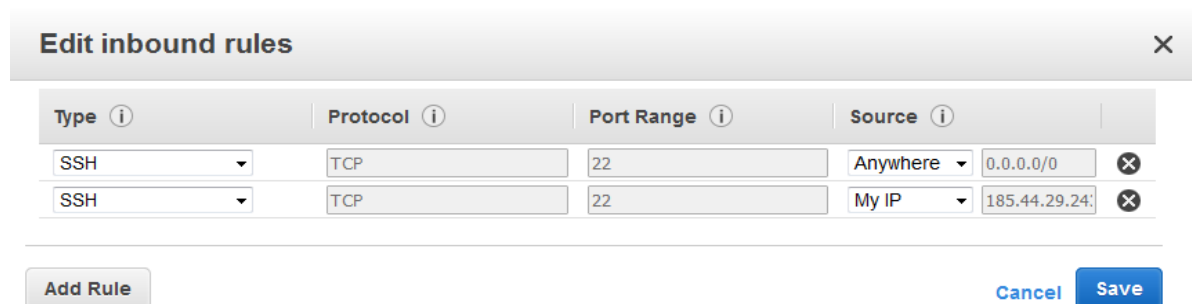 Edit inbound rules
Type Protocol Port Range Source
SSH TCP 22 Anywhere 0.0.0.0/0
SSH TCP 22 My IP 185.44.29.24
Add Rule Cancel Save